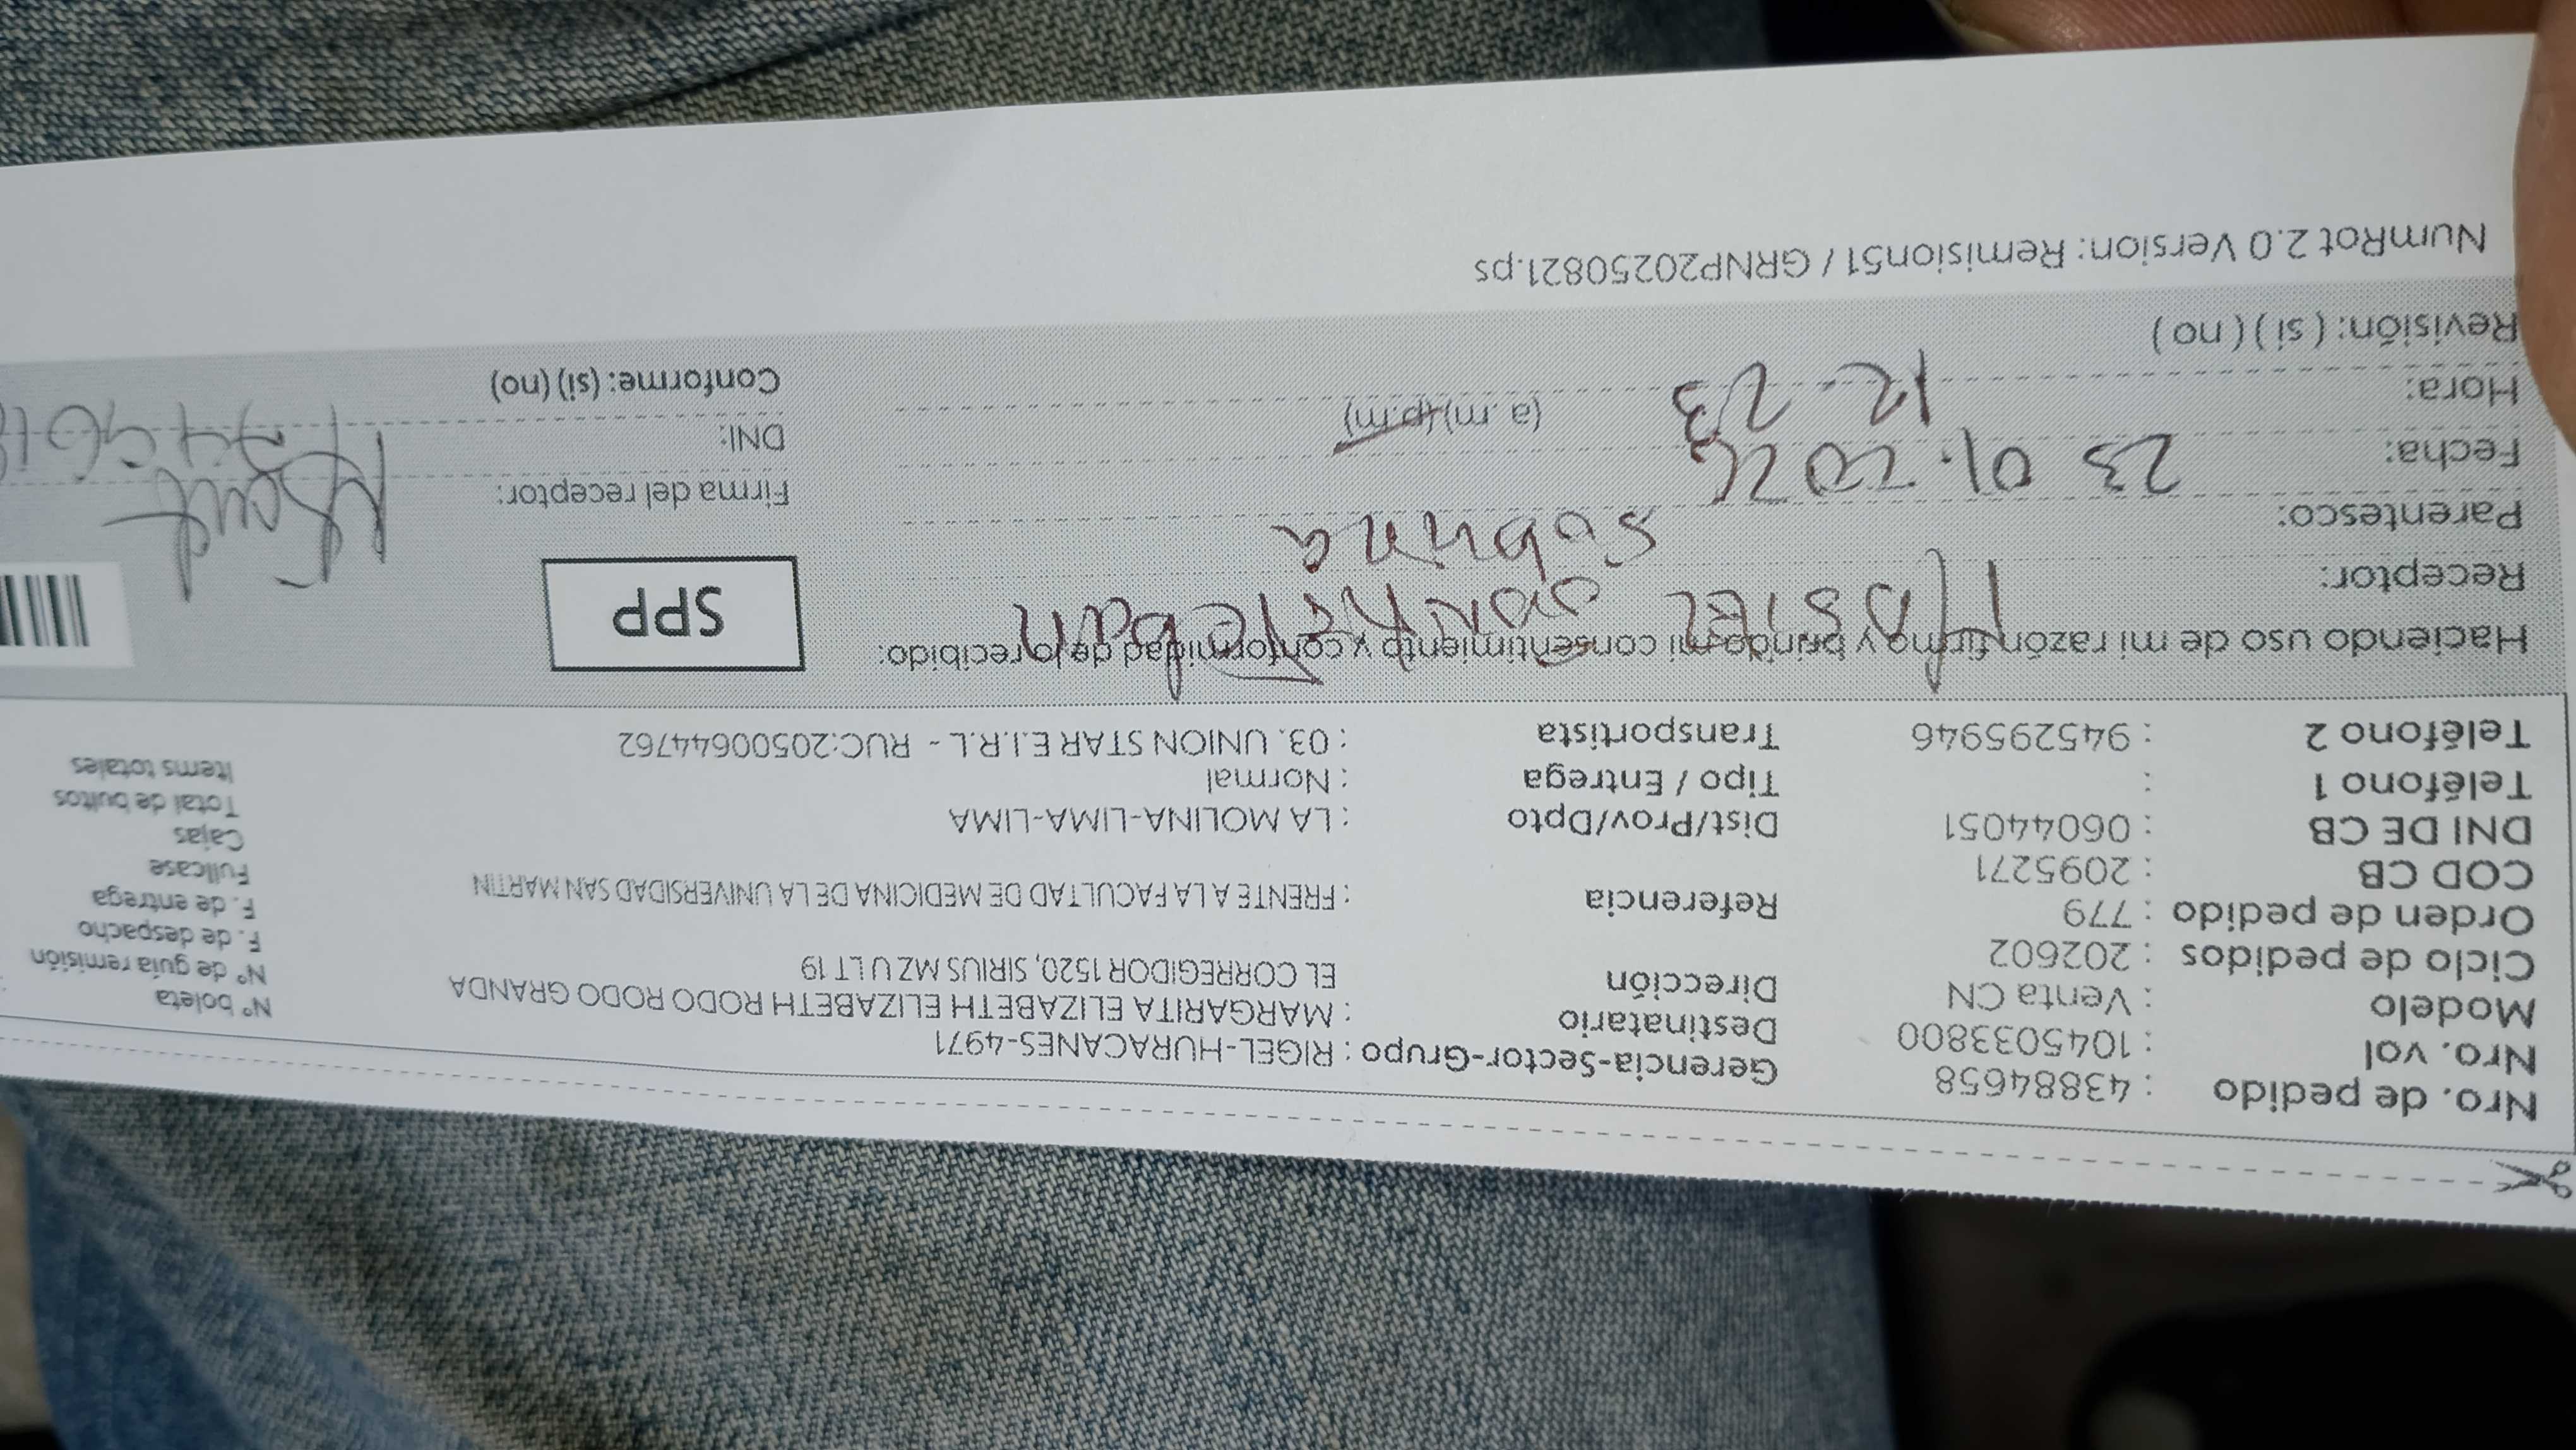 Nro. de pedido : 43884658
Nro. vol : 1045033800
Modelo : Venta CN
Ciclo de pedidos : 202602
Orden de pedido : 779
COD CB : 2095271
DNI DE CB : 06044051
Teléfono 1 :
Teléfono 2 : 945295946
Gerencia-Sector-Grupo : RIGEL-HURACANES-4971
Destinatario : MARGARITA ELIZABETH ELIZABETH RODO RODO GRANDA
Dirección EL CORREGIDOR 1520, SIRIUS MZ U LT 19
Referencia : FRENTE A LA FACULTAD DE MEDICINA DE LA UNIVERSIDAD SAN MARTIN
Dist/Prov/Dpto : LA MOLINA-LIMA-LIMA
Tipo / Entrega : Normal
Transportista : 03. UNION STAR E.I.R.L - RUC:20500644762
Nº boleta
Nº de guía remisión
F. de despacho
F. de entrega
Fullcase
Cajas
Total de bultos
Items totales
Haciendo uso de mi razón firmo y brindo mi consentimiento y conformidad de lo recibido:
Receptor:
Parentesco: sobrina
Fecha: 23 01. 2026
Hora: 12-23 (a. m) (p.m)
Revisión: ( si ) ( no )
SPP
Firma del receptor:
DNI:
Conforme: (si) (no)
NumRot 2.0 Version: Remision51 / GRNP20250821.ps